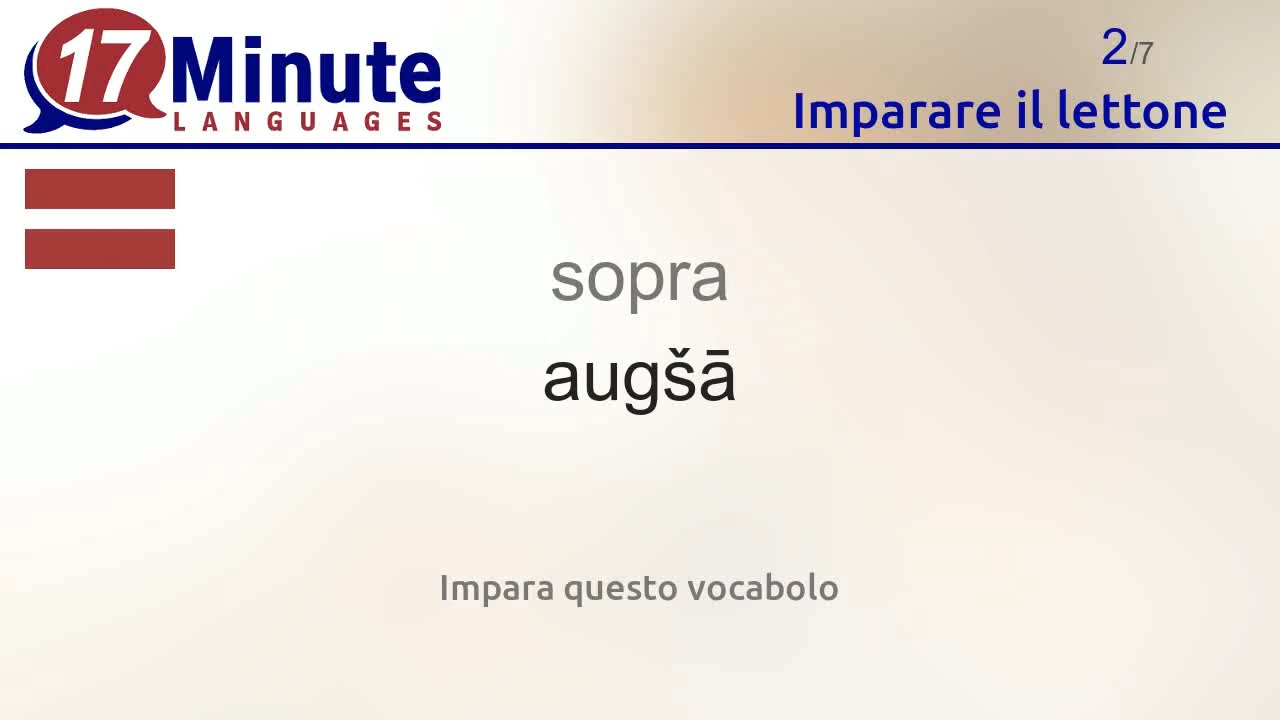 17 Minute
LANGUAGES
2/7
Imparare il lettone
sopra
augšā
Impara questo vocabolo